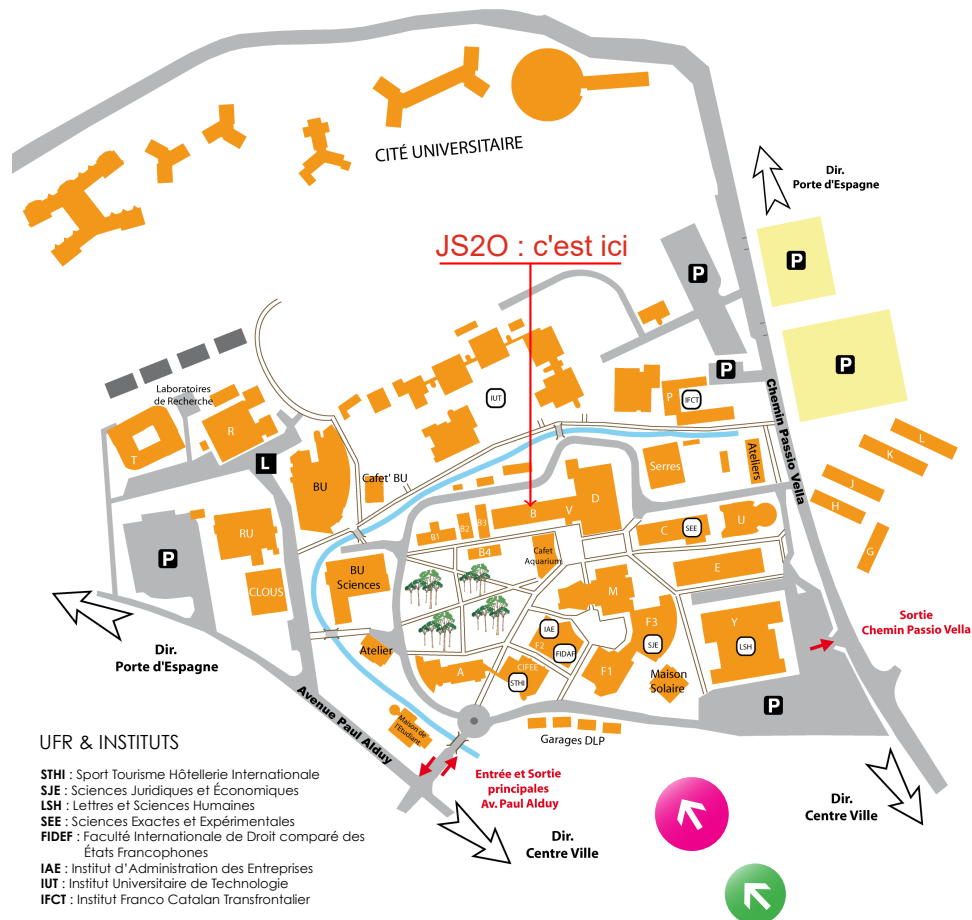 CITÉ UNIVERSITAIRE
Dir.
Porte d'Espagne
JS2O : c'est ici
P
P
P
P
Chemin Passio Vella
Laboratoires
de Recherche
T
R
L
IUT
P
IFCT
BU
Cafet' BU
Serres
Ateliers
L
K
J
H
G
D
B
V
B1
B2
B3
B4
C
SEE
U
E
RU
P
CLOUS
BU
Sciences
Cafet
Aquarium
M
IAE
F2
FIDAF
F3
SJE
Y
LSH
Sortie
Chemin Passio Vella
Dir.
Porte d'Espagne
Atelier
A
CIFEE
STHI
F1
Maison
Solaire
P
Avenue Paul Alduy
Maison de
l'Etudiant
Garages DLP
Entrée et Sortie
principales
Av. Paul Alduy
Dir.
Centre Ville
Dir.
Centre Ville
UFR & INSTITUTS
STHI : Sport Tourisme Hôtellerie Internationale
SJE : Sciences Juridiques et Économiques
LSH : Lettres et Sciences Humaines
SEE : Sciences Exactes et Expérimentales
FIDEF : Faculté Internationale de Droit comparé des
États Francophones
IAE : Institut d'Administration des Entreprises
IUT : Institut Universitaire de Technologie
IFCT : Institut Franco Catalan Transfrontalier